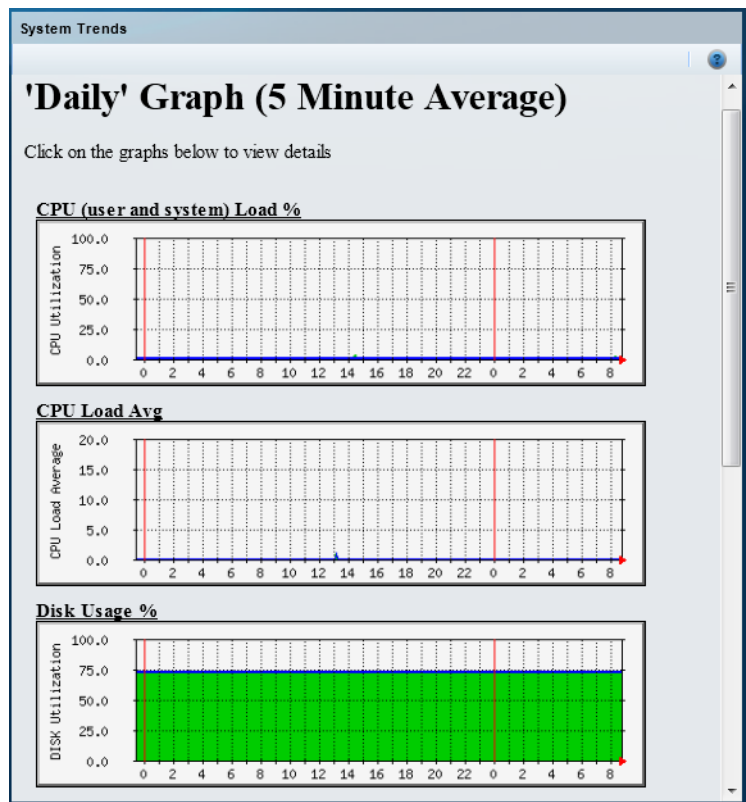 System Trends
'Daily' Graph (5 Minute Average)
Click on the graphs below to view details
CPU (user and system) Load %
CPU Utilization
100.0
75.0
50.0
25.0
0.0
0 2 4 6 8 10 12 14 16 18 20 22 0 2 4 6 8
CPU Load Avg
CPU Load Average
20.0
15.0
10.0
5.0
0.0
0 2 4 6 8 10 12 14 16 18 20 22 0 2 4 6 8
Disk Usage %
DISK Utilization
100.0
75.0
50.0
25.0
0.0
0 2 4 6 8 10 12 14 16 18 20 22 0 2 4 6 8